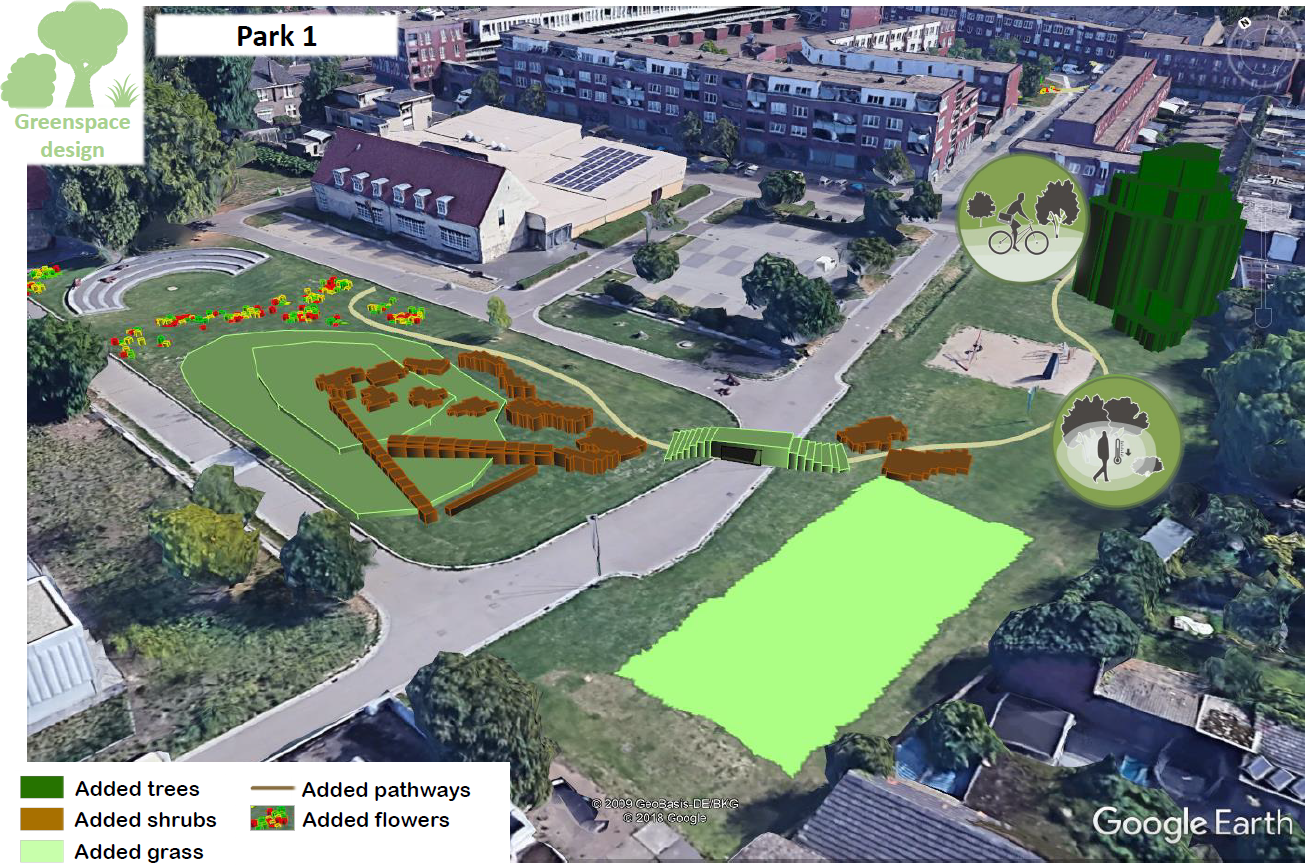 Park 1
Greenspace
design
N
Added trees
Added shrubs
Added grass
Added pathways
Added flowers
© 2009 GeoBasis-DE/BKG
© 2018 Google
Google Earth